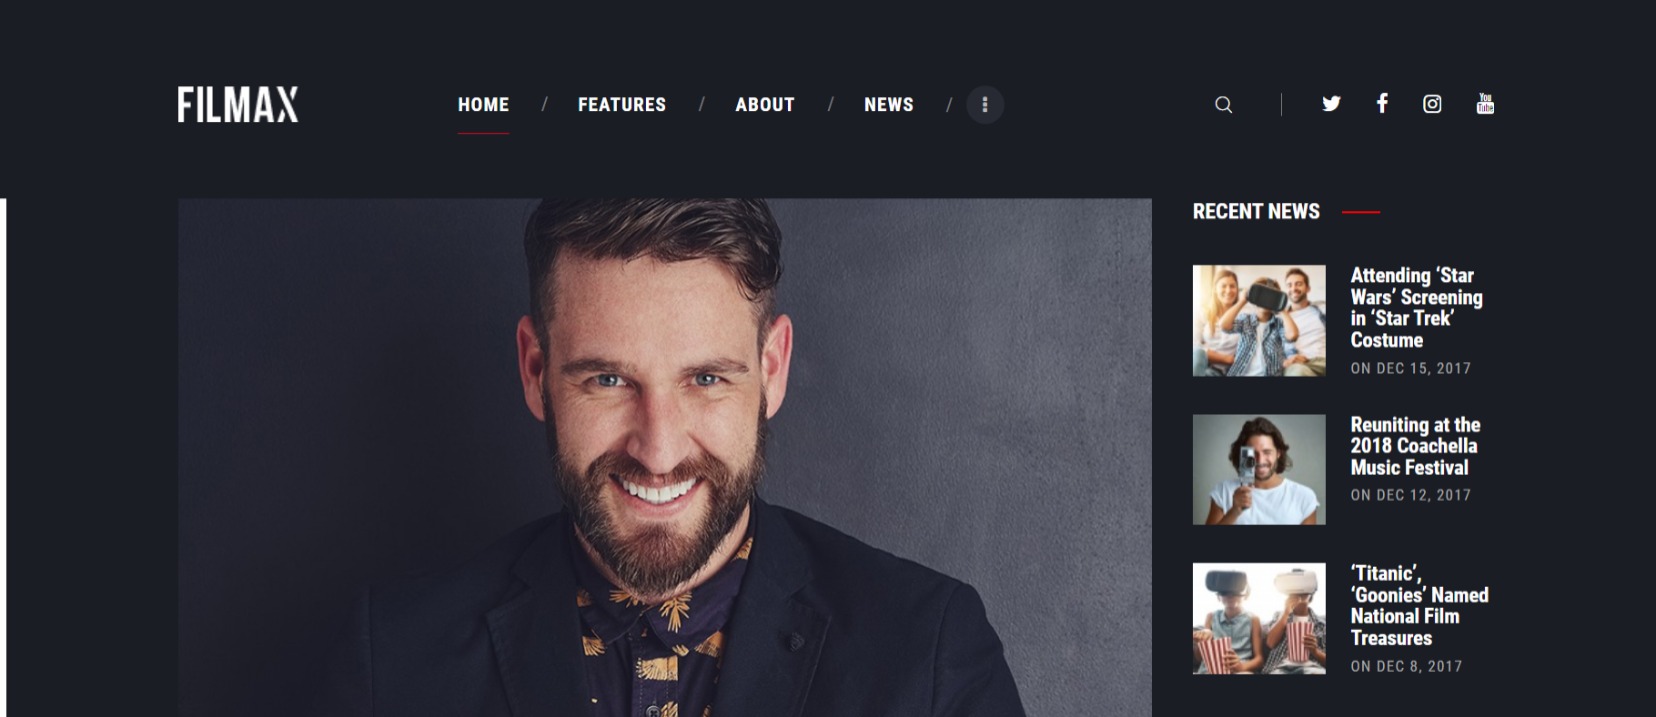 FILMAX
HOME / FEATURES / ABOUT / NEWS /
You
Tube
RECENT NEWS
Attending ‘Star
Wars’ Screening
in ‘Star Trek’
Costume
ON DEC 15, 2017
Reuniting at the
2018 Coachella
Music Festival
ON DEC 12, 2017
‘Titanic’,
‘Goonies’ Named
National Film
Treasures
ON DEC 8, 2017